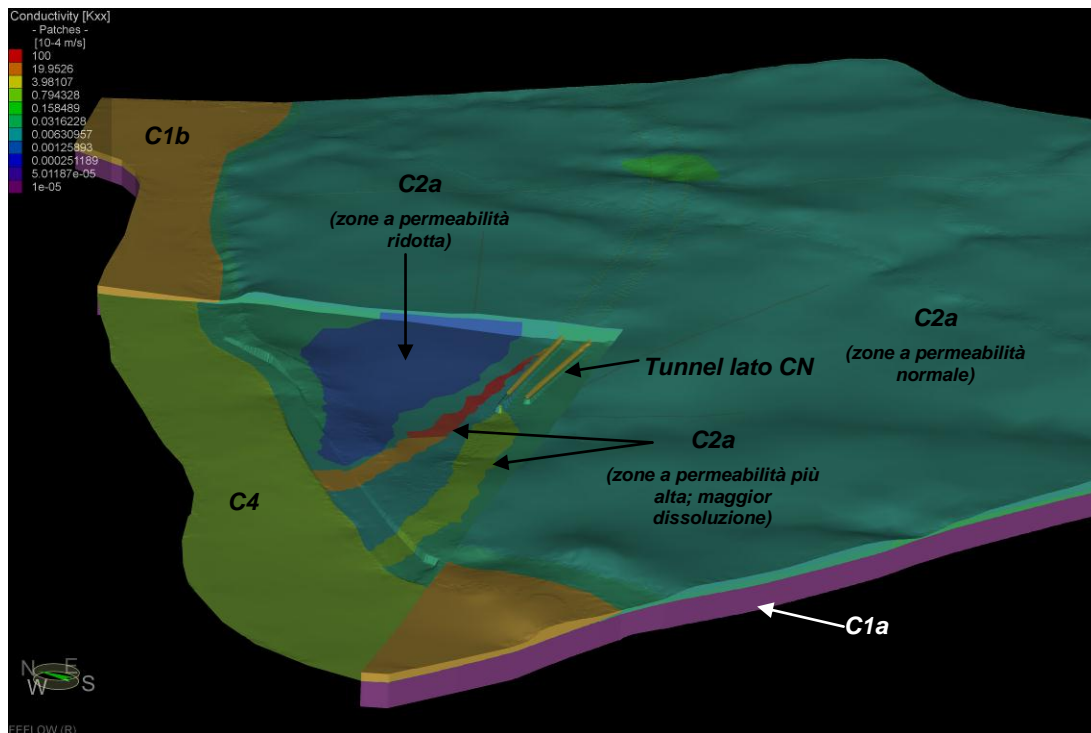 Conductivity [Kxx]
- Patches -
[10-4 m/s]
100
19.9526
3.98107
0.794328
0.158489
0.0316228
0.00630957
0.00125893
0.000251189
5.01187e-05
1e-05
C1b
C2a
(zone a permeabilità
ridotta)
C2a
(zone a permeabilità
normale)
Tunnel lato CN
C2a
(zone a permeabilità più
alta; maggior
dissoluzione)
C4
C1a
N E
W S
FEFLOW (R)